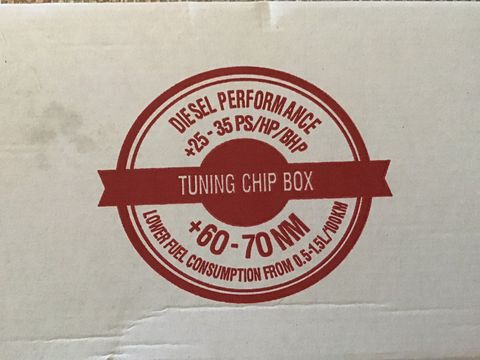 DIESEL PERFORMANCE
+25 - 35 PS/HP/BHP
TUNING CHIP BOX
+60 - 70 NM
LOWER FUEL CONSUMPTION FROM 0.5-1.5L/100KM